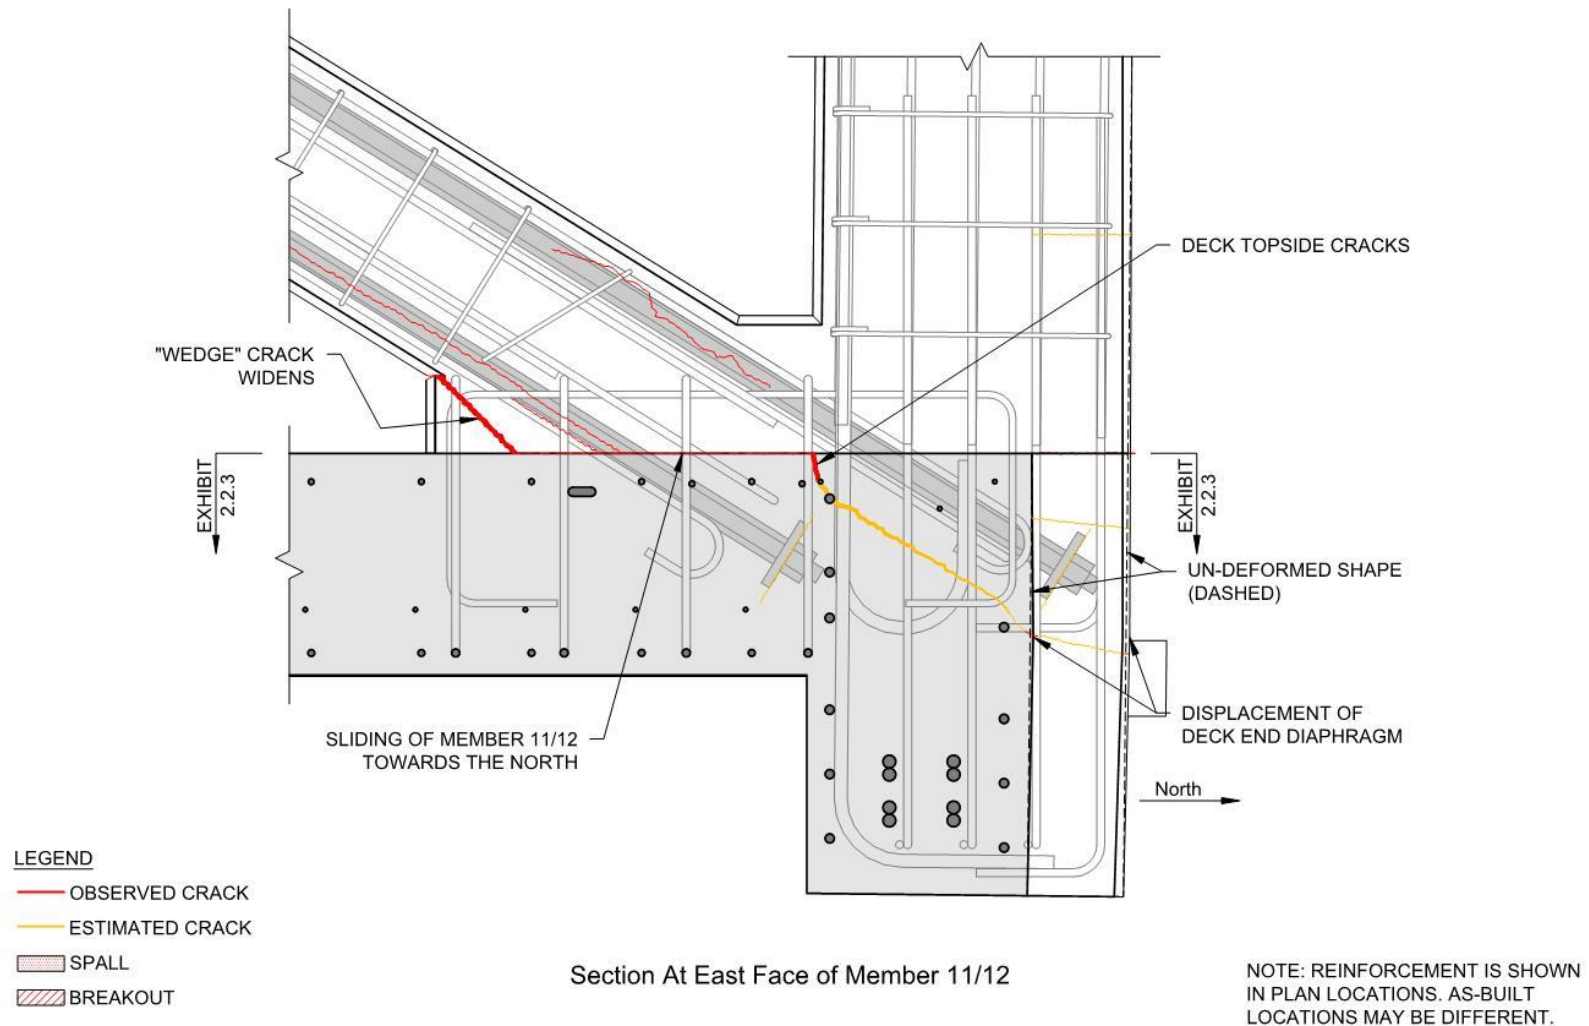 DECK TOPSIDE CRACKS
"WEDGE" CRACK
WIDENS
EXHIBIT
2.2.3
EXHIBIT
2.2.3
UN-DEFORMED SHAPE
(DASHED)
SLIDING OF MEMBER 11/12
TOWARDS THE NORTH
DISPLACEMENT OF
DECK END DIAPHRAGM
North
LEGEND
OBSERVED CRACK
ESTIMATED CRACK
SPALL
BREAKOUT
Section At East Face of Member 11/12
NOTE: REINFORCEMENT IS SHOWN
IN PLAN LOCATIONS. AS-BUILT
LOCATIONS MAY BE DIFFERENT.